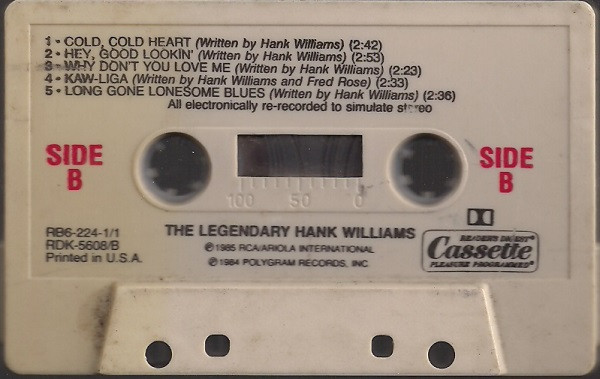 1 - COLD, COLD HEART (Written by Hank Williams) (2:42)
2 - HEY, GOOD LOOKIN' (Written by Hank Williams) (2:53)
3 - WHY DON'T YOU LOVE ME (Written by Hank Williams) (2:23)
4 - KAW-LIGA (Written by Hank Williams and Fred Rose) (2:33)
5 - LONG GONE LONESOME BLUES (Written by Hank Williams) (2:36)
All electronically re-recorded to simulate stereo
SIDE B
SIDE B
100 50 0
RB6-224-1/1
RDK-5608/B
Printed in U.S.A.
THE LEGENDARY HANK WILLIAMS
℗1985 RCA/ARIOLA INTERNATIONAL
℗1984 POLYGRAM RECORDS, INC.
READER'S DIGEST®
Cassette
PLEASURE PROGRAMMED®